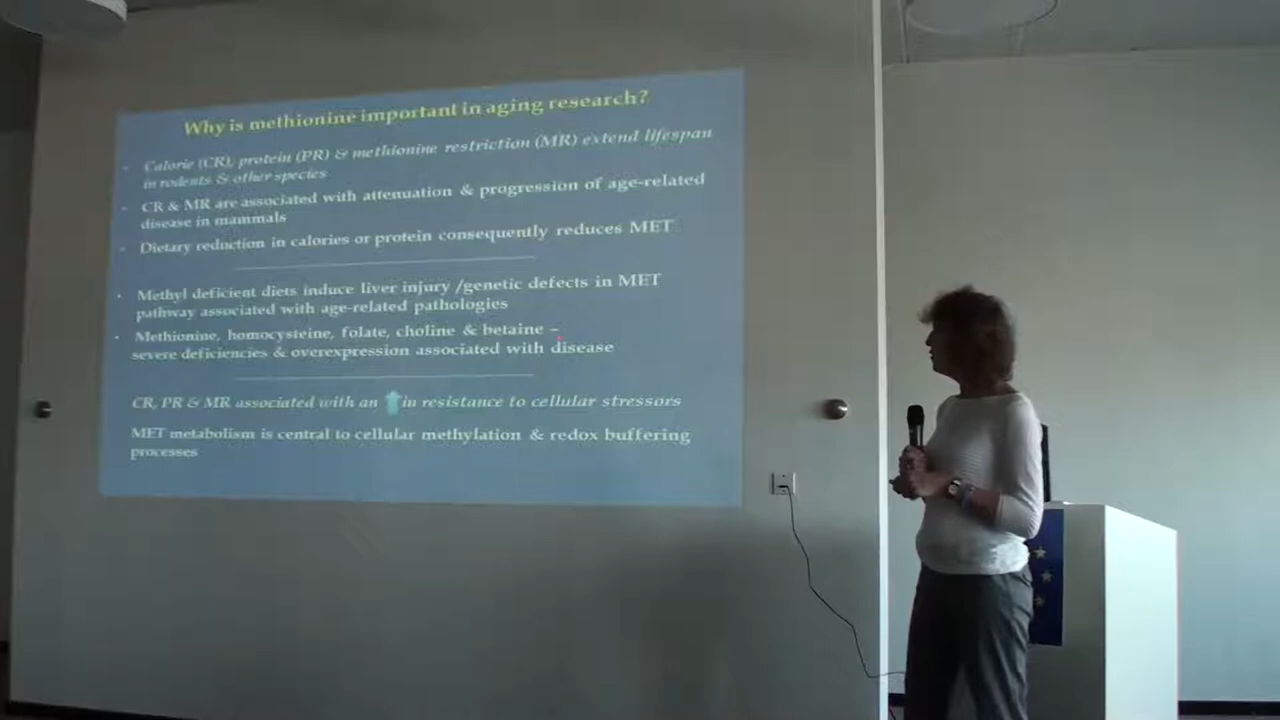 Why is methionine important in aging research?
- Calorie (CR), protein (PR) & methionine restriction (MR) extend lifespan
in rodents & other species
- CR & MR are associated with attenuation & progression of age-related
disease in mammals
- Dietary reduction in calories or protein consequently reduces MET
• Methyl deficient diets induce liver injury /genetic defects in MET
pathway associated with age-related pathologies
• Methionine, homocysteine, folate, choline & betaine –
severe deficiencies & overexpression associated with disease
CR, PR & MR associated with an in resistance to cellular stressors
MET metabolism is central to cellular methylation & redox buffering
processes